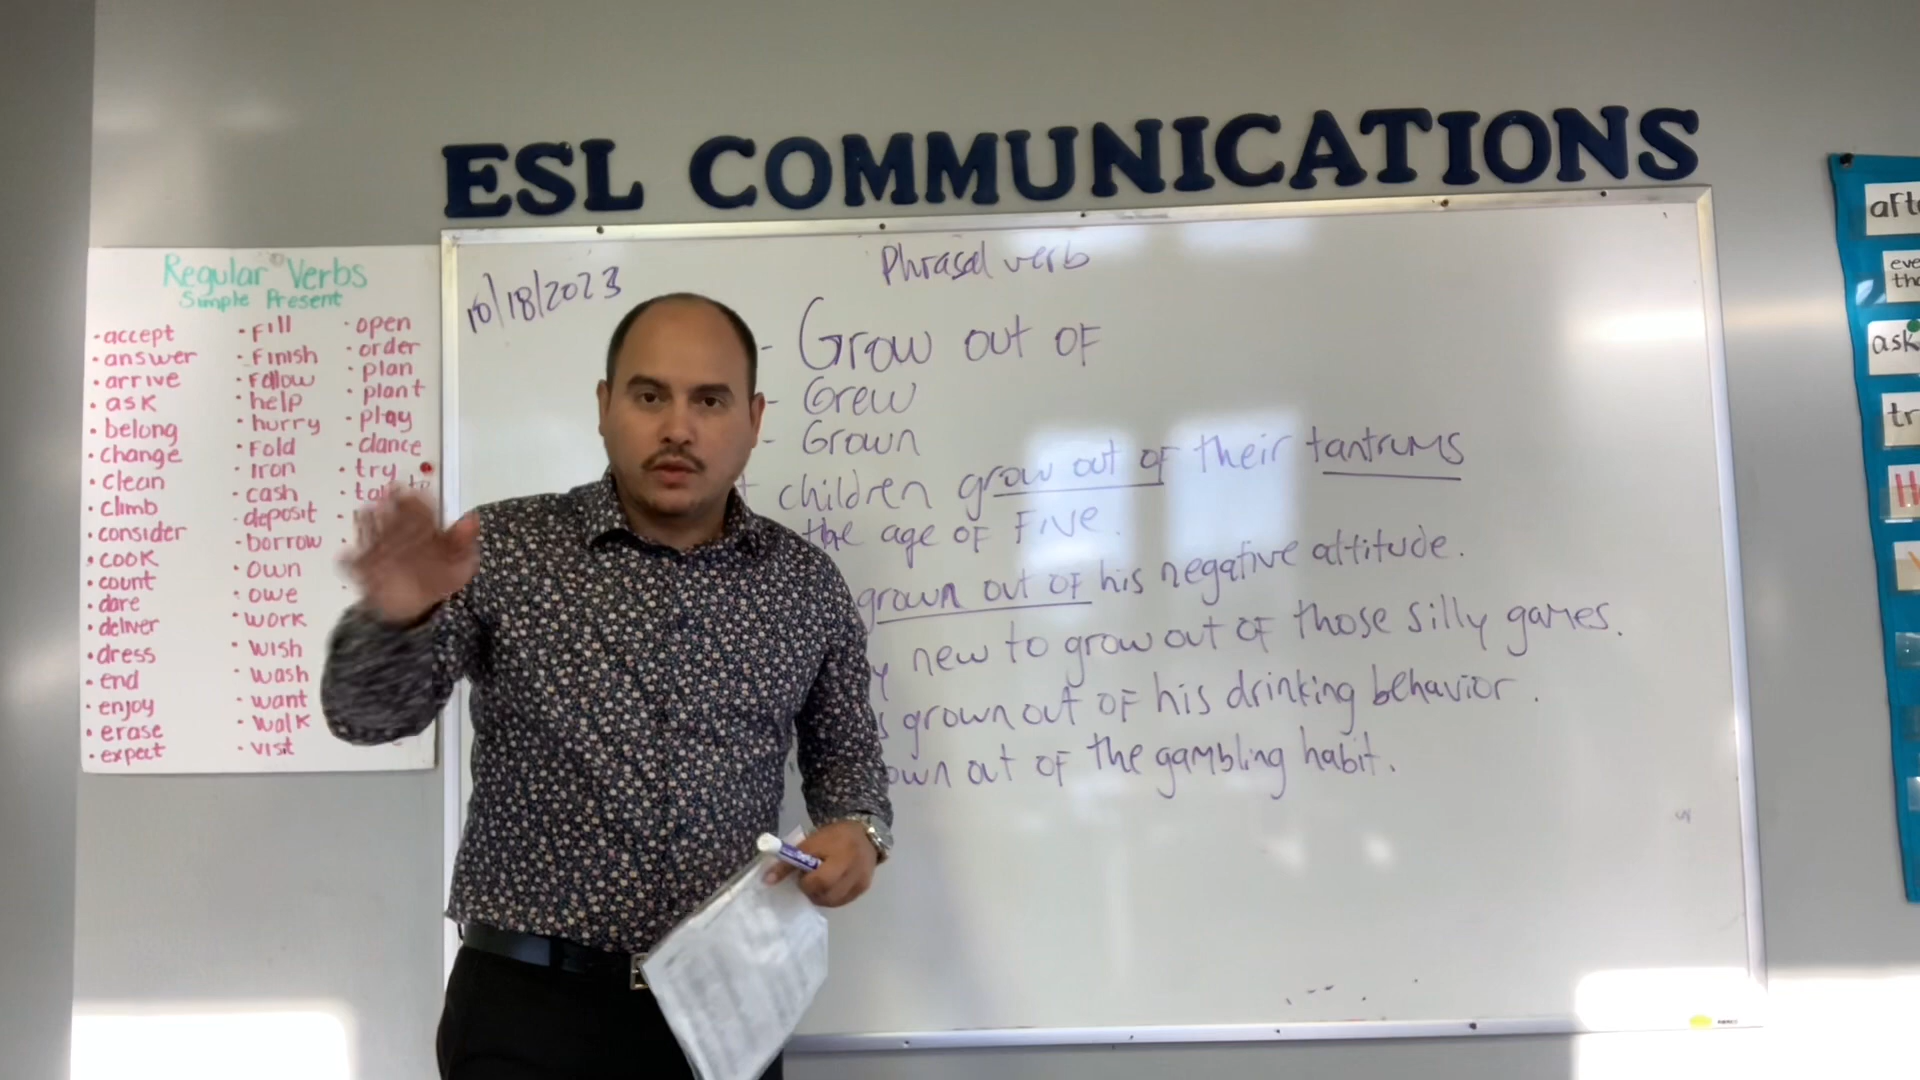 ESL COMMUNICATIONS
Regular Verbs
Simple Present
• accept
• answer
• arrive
• ask
• belong
• change
• clean
• climb
• consider
• cook
• count
• dare
• deliver
• dress
• end
• enjoy
• erase
• expect
• fill
• Finish
• Follow
• help
• hurry
• Fold
• Iron
• cash
• deposit
• borrow
• own
• owe
• work
• wish
• wash
• want
• walk
• visit
• open
• order
• plan
• plant
• play
• dance
• try
10/18/2023
Phrasal verb
- Grow out of
- Grew
- Grown
children grow out of their tantrums
the age of Five.
grown out of his negative attitude.
new to grow out of those silly games.
grown out of his drinking behavior.
out of the gambling habit.
ask